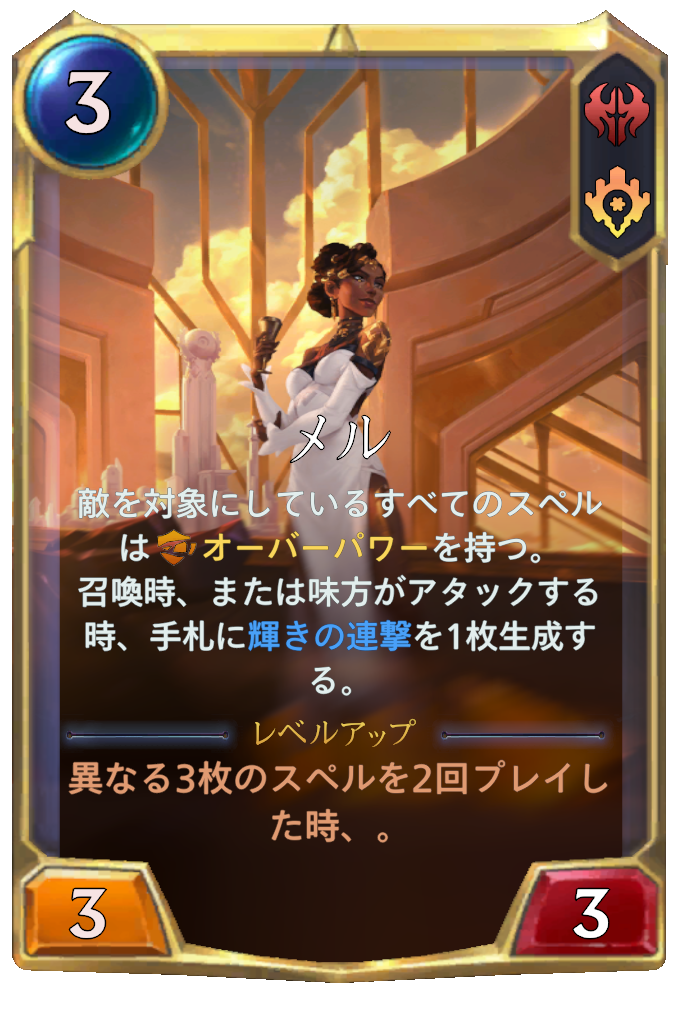 3
メル
敵を対象にしているすべてのスペル
はオーバーパワーを持つ。
召喚時、または味方がアタックする
時、手札に輝きの連撃を1枚生成す
る。
レベルアップ
異なる3枚のスペルを2回プレイし
た時、。
3
3